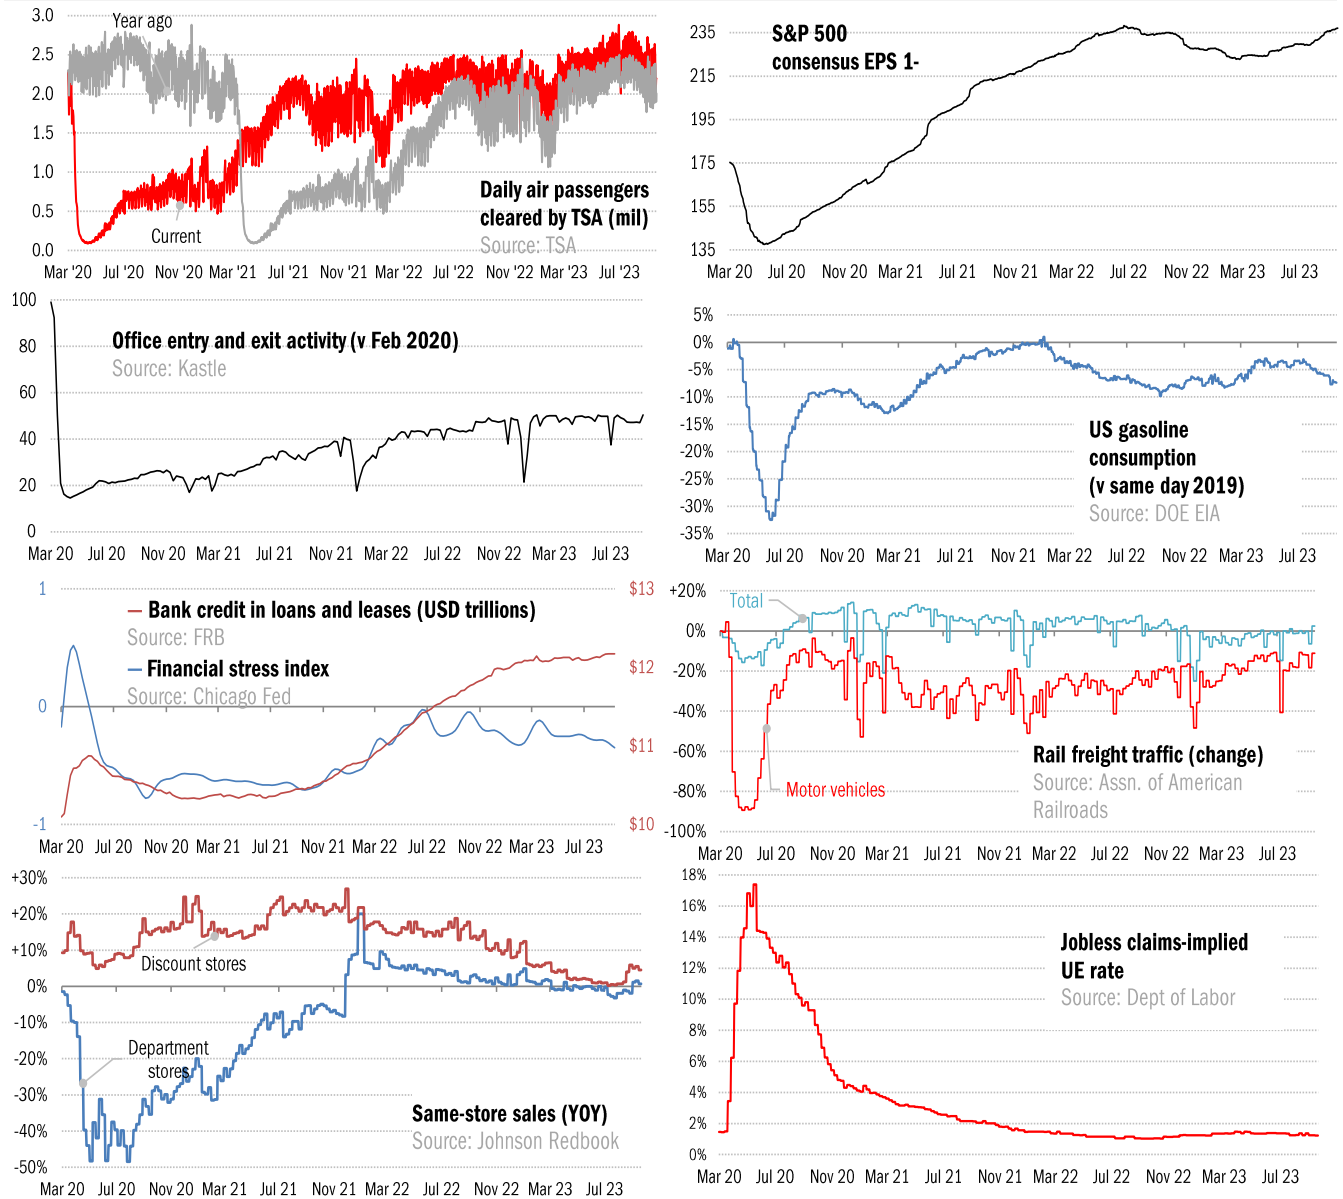 3.0
2.5
2.0
1.5
1.0
0.5
0.0
Year ago
Current
Daily air passengers
cleared by TSA (mil)
Source: TSA
Mar '20 Jul '20 Nov '20 Mar '21 Jul '21 Nov '21 Mar '22 Jul '22 Nov '22 Mar '23 Jul '23
235
215
195
175
155
135
S&P 500
consensus EPS 1-
Mar 20 Jul 20 Nov 20 Mar 21 Jul 21 Nov 21 Mar 22 Jul 22 Nov 22 Mar 23 Jul 23
100
80
60
40
20
0
Office entry and exit activity (v Feb 2020)
Source: Kastle
Mar 20 Jul 20 Nov 20 Mar 21 Jul 21 Nov 21 Mar 22 Jul 22 Nov 22 Mar 23 Jul 23
5%
0%
-5%
-10%
-15%
-20%
-25%
-30%
-35%
US gasoline
consumption
(v same day 2019)
Source: DOE EIA
Mar 20 Jul 20 Nov 20 Mar 21 Jul 21 Nov 21 Mar 22 Jul 22 Nov 22 Mar 23 Jul 23
1
0
-1
Bank credit in loans and leases (USD trillions)
Source: FRB
Financial stress index
Source: Chicago Fed
$13
$12
$11
$10
Mar 20 Jul 20 Nov 20 Mar 21 Jul 21 Nov 21 Mar 22 Jul 22 Nov 22 Mar 23 Jul 23
+20%
0%
-20%
-40%
-60%
-80%
-100%
Total
Motor vehicles
Rail freight traffic (change)
Source: Assn. of American
Railroads
Mar 20 Jul 20 Nov 20 Mar 21 Jul 21 Nov 21 Mar 22 Jul 22 Nov 22 Mar 23 Jul 23
+30%
+20%
+10%
0%
-10%
-20%
-30%
-40%
-50%
Discount stores
Department
stores
Same-store sales (YOY)
Source: Johnson Redbook
Mar 20 Jul 20 Nov 20 Mar 21 Jul 21 Nov 21 Mar 22 Jul 22 Nov 22 Mar 23 Jul 23
18%
16%
14%
12%
10%
8%
6%
4%
2%
0%
Jobless claims-implied
UE rate
Source: Dept of Labor
Mar 20 Jul 20 Nov 20 Mar 21 Jul 21 Nov 21 Mar 22 Jul 22 Nov 22 Mar 23 Jul 23